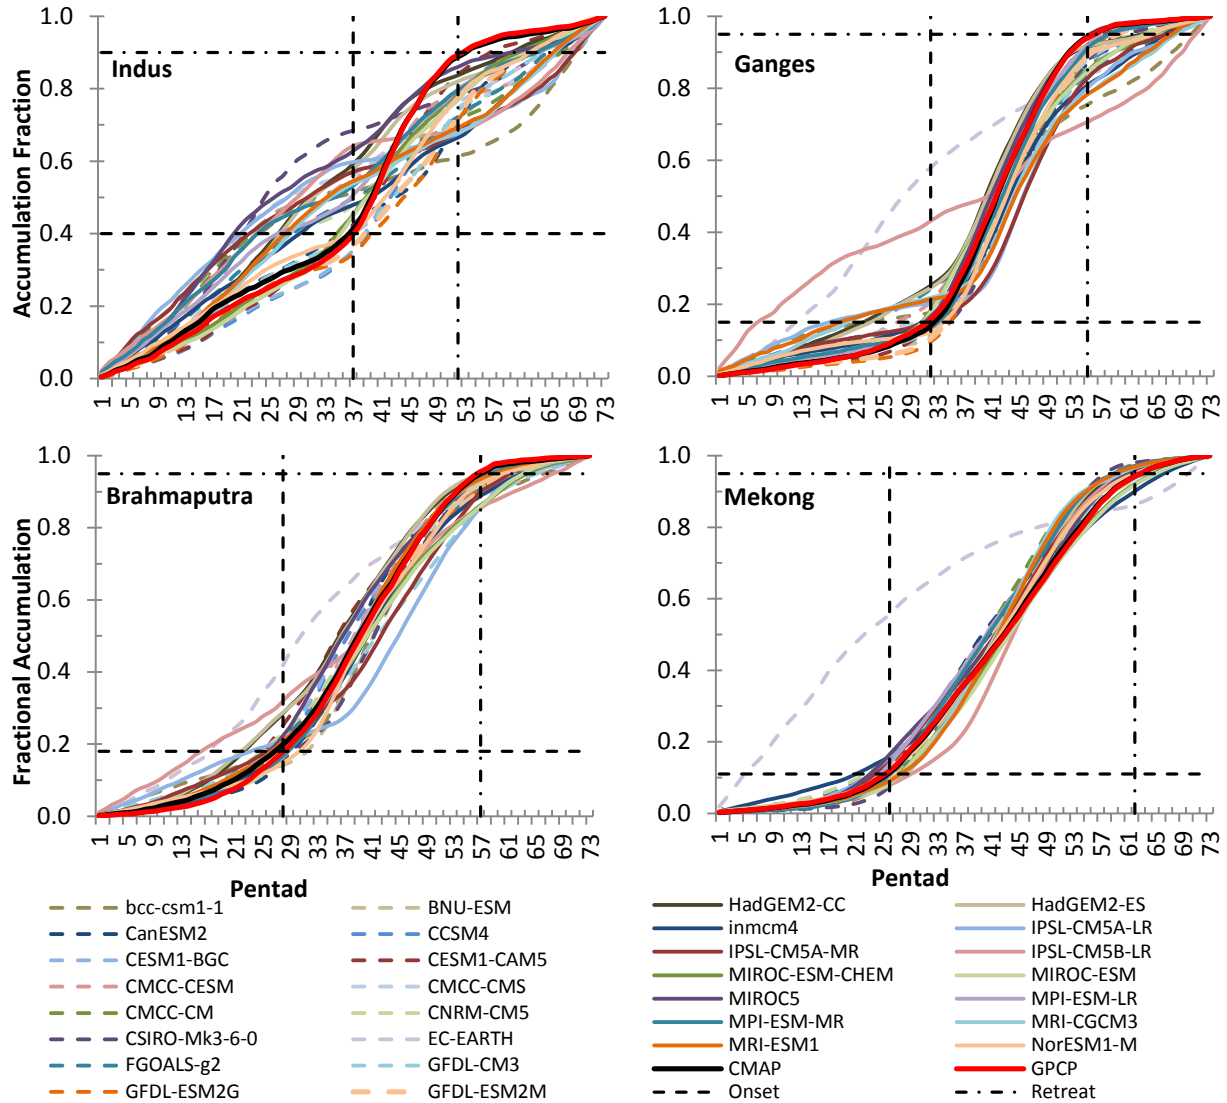 Indus
Accumulation Fraction
1.0
0.8
0.6
0.4
0.2
0.0
1 5 9 13 17 21 25 29 33 37 41 45 49 53 57 61 65 69 73
Ganges
1.0
0.8
0.6
0.4
0.2
0.0
1 5 9 13 17 21 25 29 33 37 41 45 49 53 57 61 65 69 73
Brahmaputra
Fractional Accumulation
1.0
0.8
0.6
0.4
0.2
0.0
1 5 9 13 17 21 25 29 33 37 41 45 49 53 57 61 65 69 73
Pentad
Mekong
1.0
0.8
0.6
0.4
0.2
0.0
1 5 9 13 17 21 25 29 33 37 41 45 49 53 57 61 65 69 73
Pentad
bcc-csm1-1 BNU-ESM
CanESM2 CCSM4
CESM1-BGC CESM1-CAM5
CMCC-CESM CMCC-CMS
CMCC-CM CNRM-CM5
CSIRO-Mk3-6-0 EC-EARTH
FGOALS-g2 GFDL-CM3
GFDL-ESM2G GFDL-ESM2M
HadGEM2-CC HadGEM2-ES
inmcm4 IPSL-CM5A-LR
IPSL-CM5A-MR IPSL-CM5B-LR
MIROC-ESM-CHEM MIROC-ESM
MIROC5 MPI-ESM-LR
MPI-ESM-MR MRI-CGCM3
MRI-ESM1 NorESM1-M
CMAP GPCP
Onset Retreat